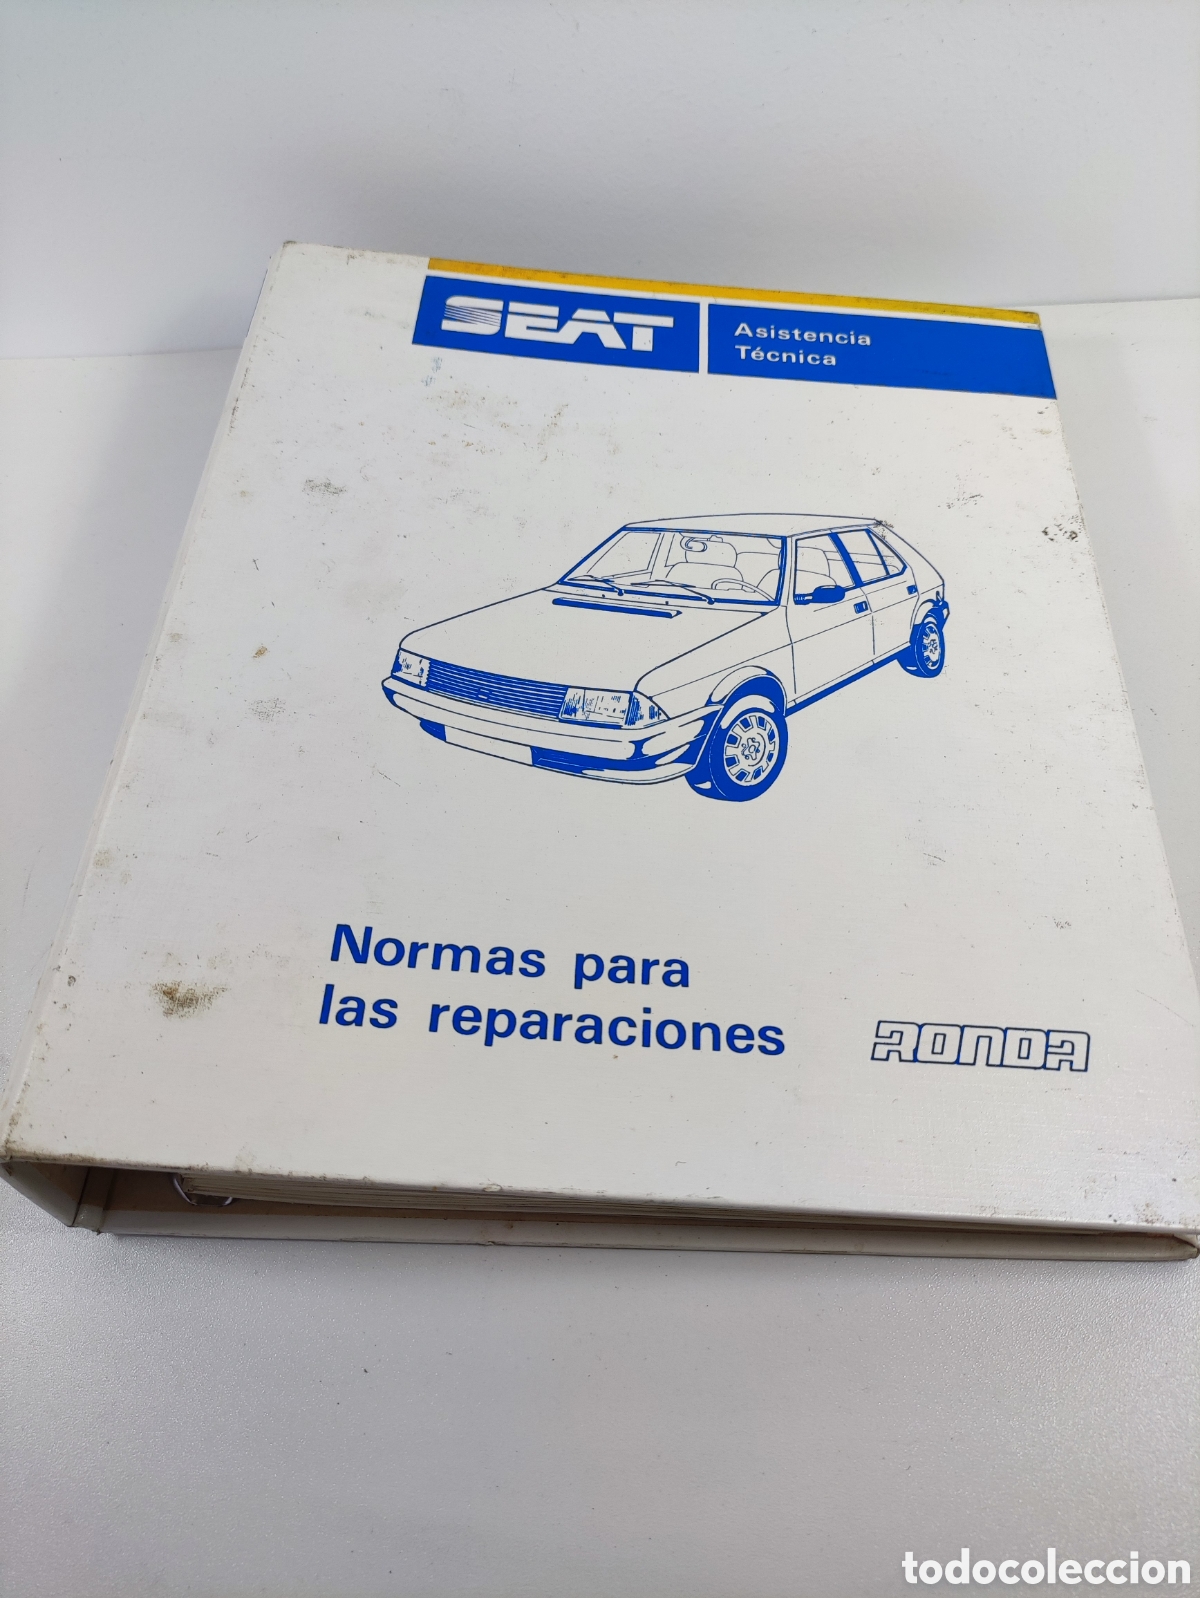 SEAT
Asistencia
Técnica
Normas para
las reparaciones
RONDA
todocoleccion